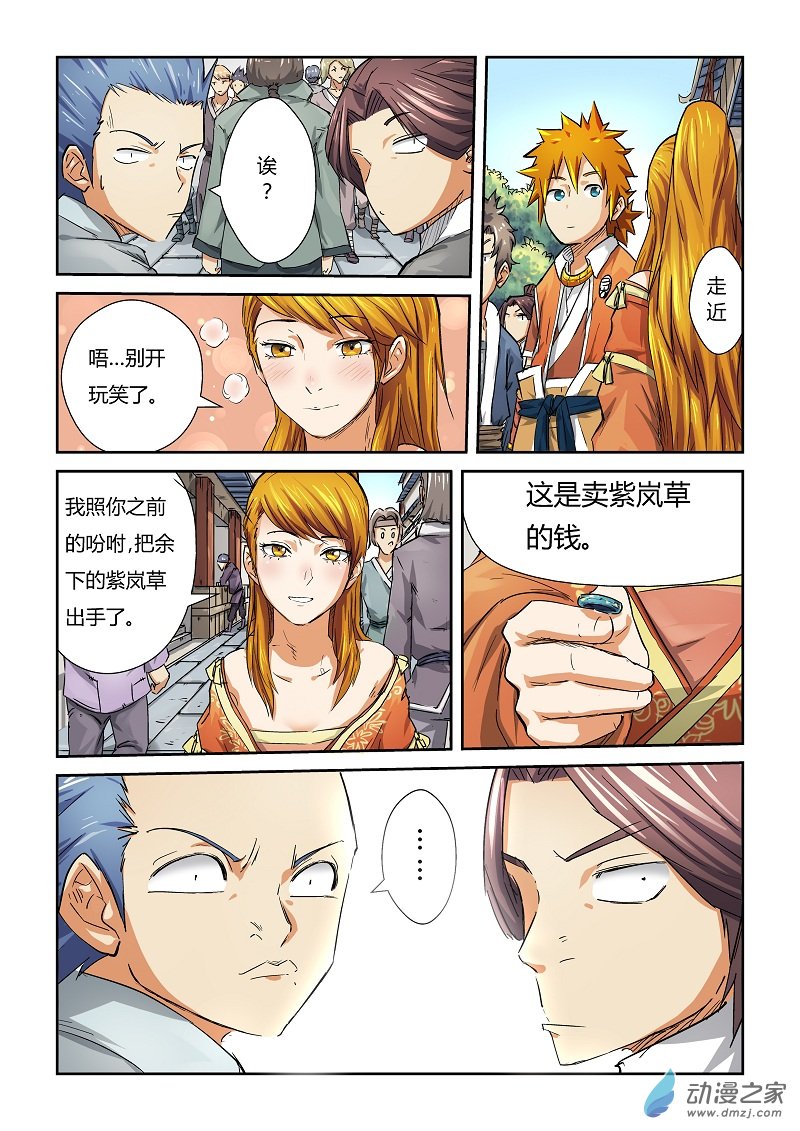 诶？
走近
唔…别开
玩笑了。
我照你之前
的吩咐,把余
下的紫岚草
出手了。
这是卖紫岚草
的钱。
……
动漫之家
www.dmzj.com